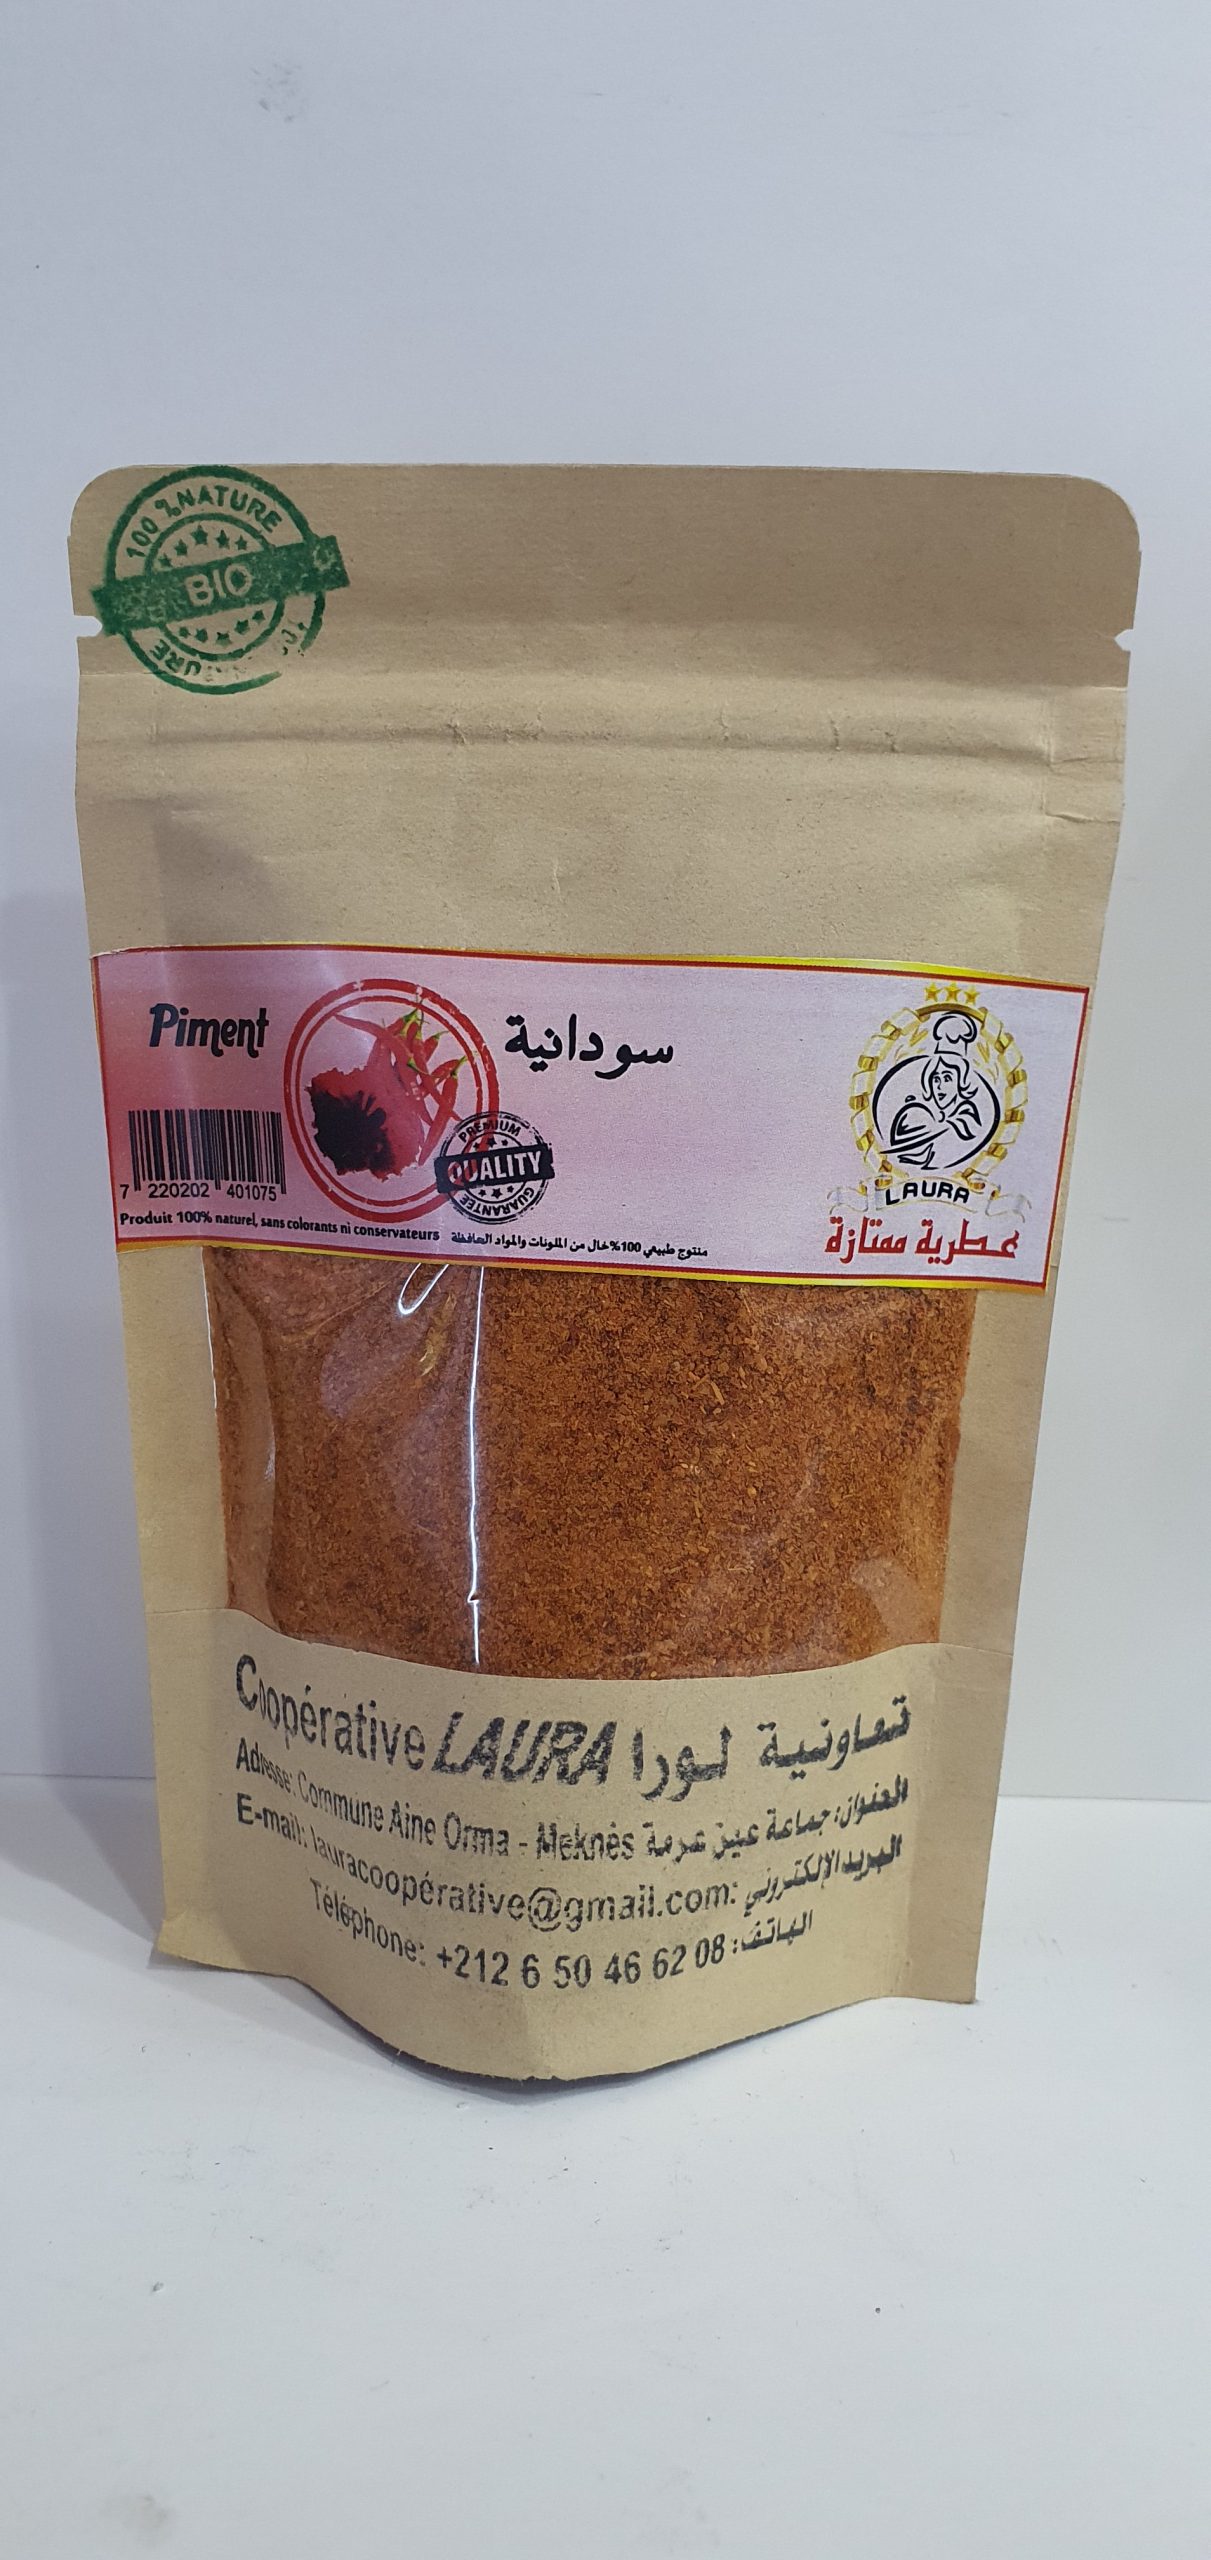 100 % NATURE
BIO
Piment
سودانية
PREMIUM
QUALITY
GUARANTEE
LAURA
عطرية ممتازة
7 220202 401075
Produit 100% naturel, sans colorants ni conservateurs
منتوج طبيعي 100% خال من الملونات والمواد الحافظة
Coopérative LAURA تعاونية لورا
Adresse: Commune Aine Orma - Meknès العنوان: جماعة عين عرمة
E-mail: lauracoopérative@gmail.com: البريد الإلكتروني
Téléphone: +212 6 50 46 62 08 : الهاتف